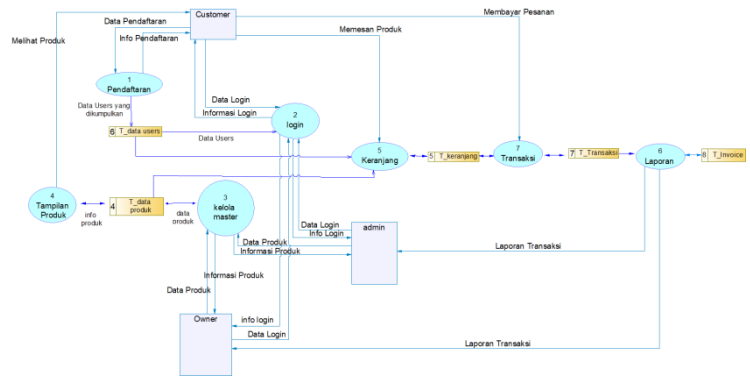 Customer
Membayar Pesanan
Data Pendaftaran
Info Pendaftaran
Memesan Produk
Melihat Produk
1
Pendaftaran
Data Users yang
dikumpulkan
Data Login
Informasi Login
2
login
6 T_data users
Data Users
5
Keranjang
5 T_keranjang
7
Transaksi
7 T_Transaksi
6
Laporan
8 T_Invoice
4
Tampilan
Produk
info
produk
4 T_data
produk
data
oroduk
3
kelola
master
Data Login
Info Login
Data Produk
Informasi Produk
admin
Laporan Transaksi
Informasi Produk
Data Produk
Owner
info login
Data Login
Laporan Transaksi